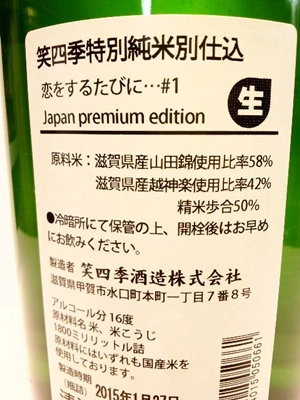 笑四季特別純米別仕込
恋をするたびに…#1
Japan premium edition
生
原料米：滋賀県産山田錦使用比率58%
滋賀県産越神楽使用比率42%
精米歩合50%
●冷暗所にて保管の上、開栓後はお早め
にお飲みください。
製造者 笑四季酒造株式会社
滋賀県甲賀市水口町本町一丁目７番８号
アルコール分 16度
原材料名 米、米こうじ
1800ミリリットル詰
原材料にはいずれも国産米を
使用しております。
製造時期
（瓶詰） 2015年1月27日
4015050661